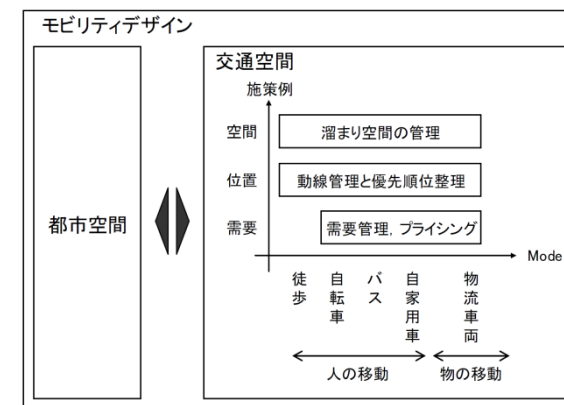 モビリティデザイン
都市空間
交通空間
施策例
空間
溜まり空間の管理
位置
動線管理と優先順位整理
需要
需要管理，プライシング
Mode
徒歩
自転車
バス
自家用車
物流車両
人の移動
物の移動